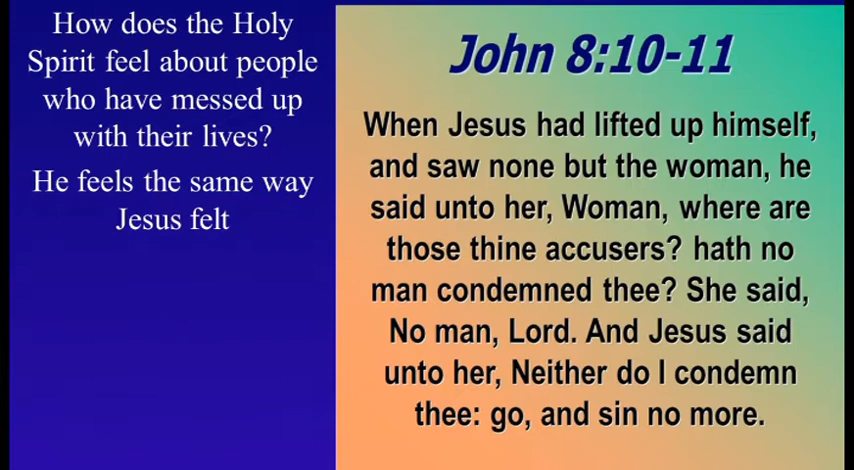 How does the Holy
Spirit feel about people
who have messed up
with their lives?
He feels the same way
Jesus felt
John 8:10-11
When Jesus had lifted up himself,
and saw none but the woman, he
said unto her, Woman, where are
those thine accusers? hath no
man condemned thee? She said,
No man, Lord. And Jesus said
unto her, Neither do I condemn
thee: go, and sin no more.